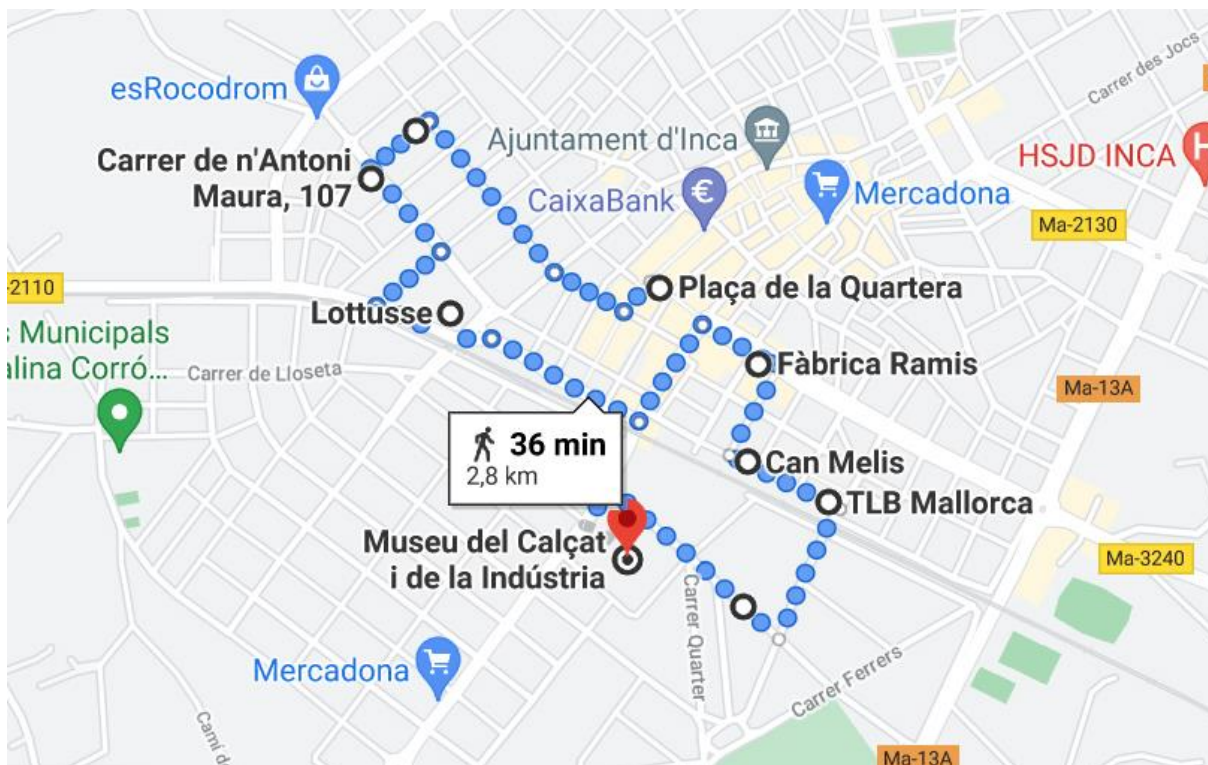 Carrer des Jocs
esRocodrom
Ajuntament d'Inca
HSJD INCA
H
Carrer de n'Antoni
Maura, 107
CaixaBank
€
Mercadona
Ma-2130
-2110
Plaça de la Quartera
Lottusse
s Municipals
alina Corró...
Carrer de Lloseta
Fàbrica Ramis
Ma-13A
36 min
2,8 km
Can Melis
TLB Mallorca
Museu del Calçat
i de la Indústria
Ma-3240
Carrer Quarter
Mercadona
Carrer Ferrers
Camí d
Ma-13A